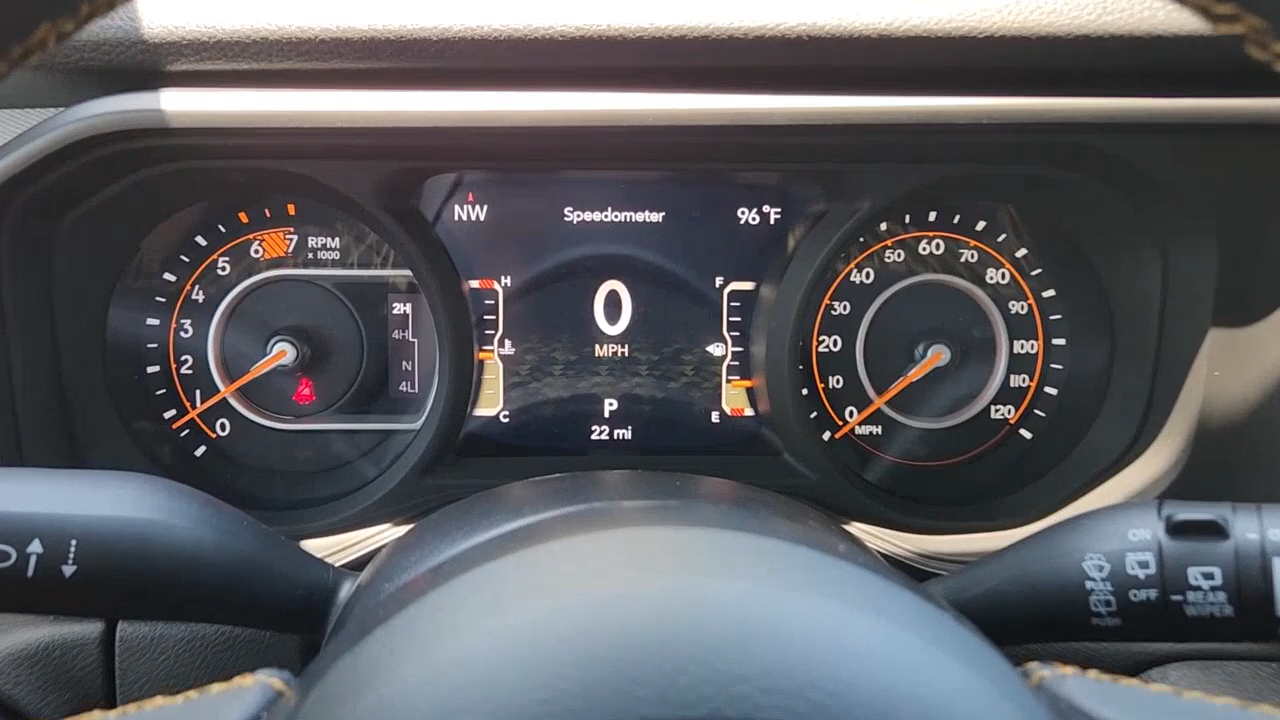 NW
Speedometer
96°F
7
6
5
4
3
2
1
0
RPM
x 1000
2H
4H
N
4L
H
C
0
MPH
P
22 mi
F
E
0
10
20
30
40
50
60
70
80
90
100
110
120
MPH
PULL
PUSH
ON
OFF
REAR
WIPER